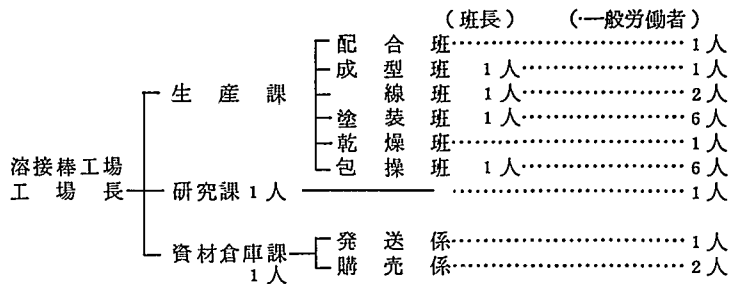 (班長) (一般労働者)
配合班………………1人
成型班 1人………………1人
線班 1人………………2人
生産課
塗装班 1人………………6人
乾燥班………………1人
包操班 1人………………6人
溶接棒工場
工場長 研究課1人 ………………1人
発送係………………1人
資材倉庫課
購売係………………2人
1人